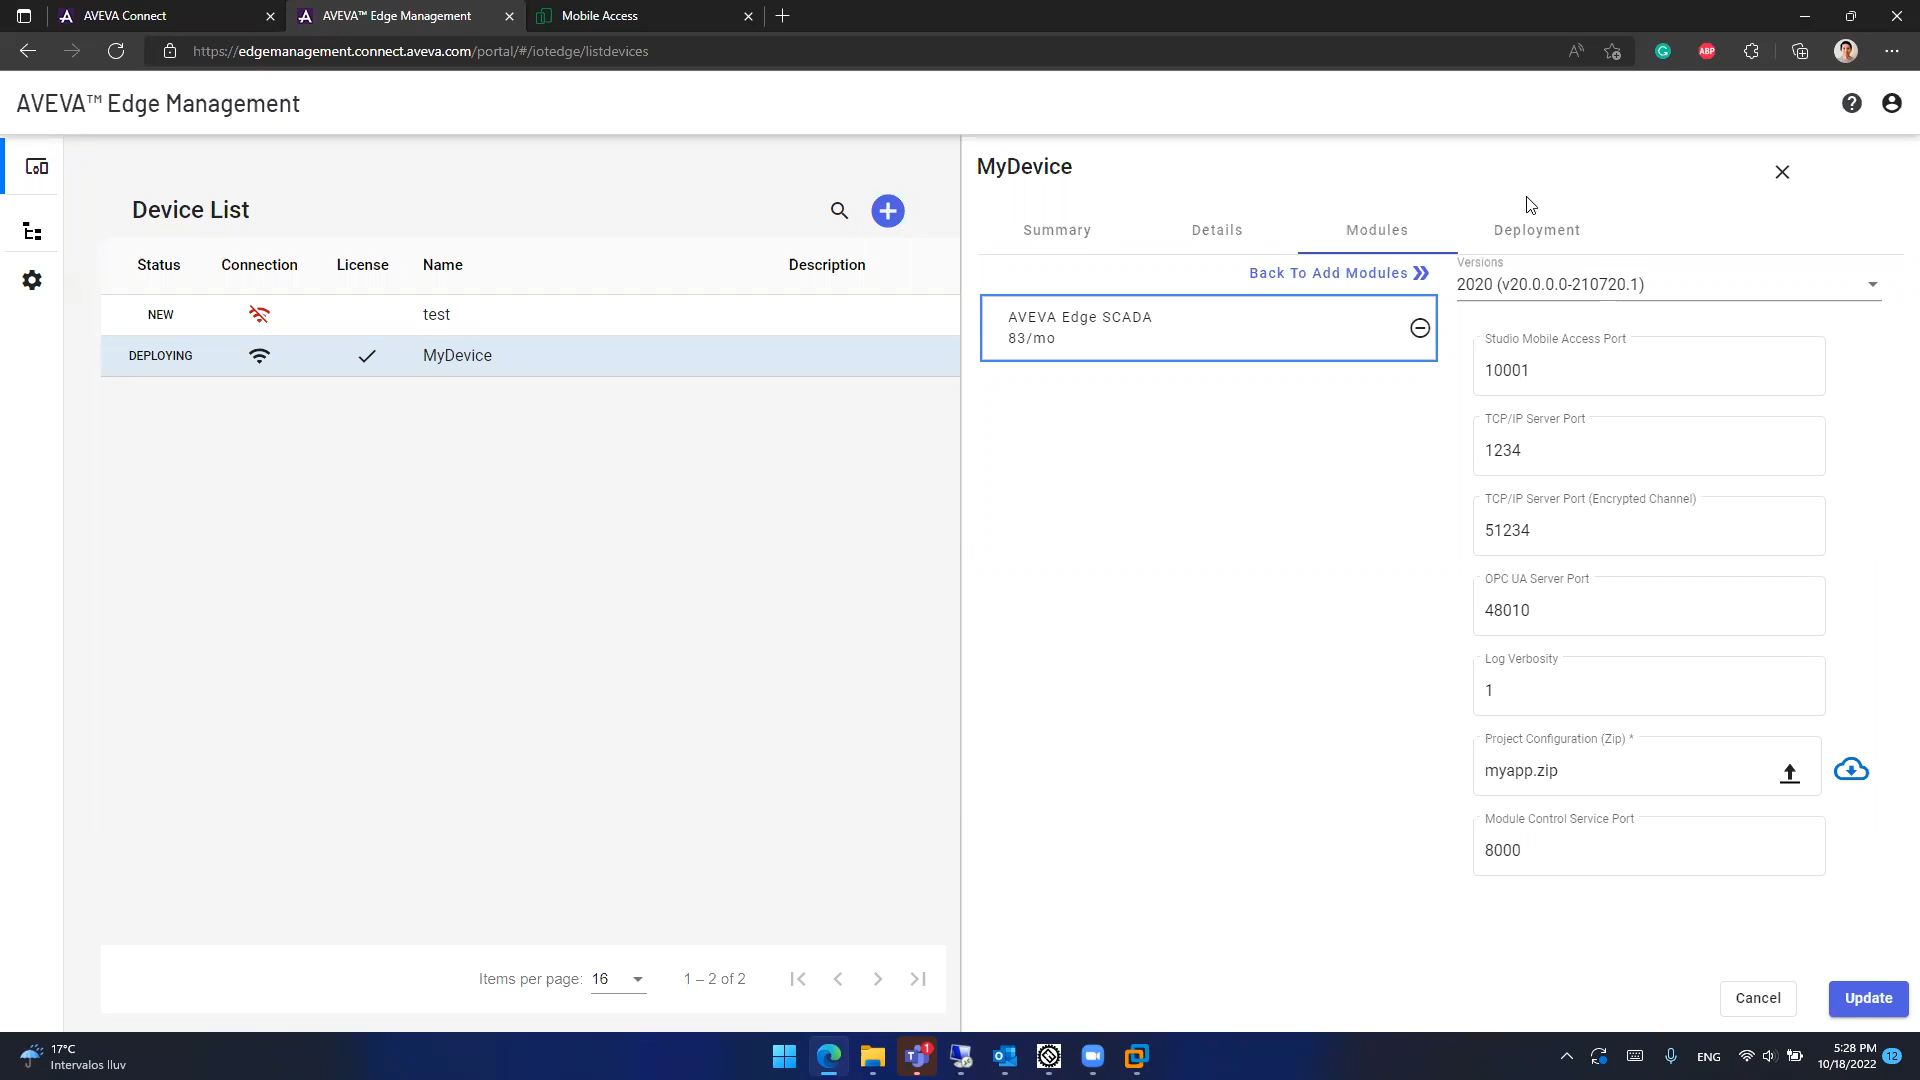 AVEVA Connect
AVEVA™ Edge Management
Mobile Access
https://edgemanagement.connect.aveva.com/portal/#/iotedge/listdevices
ABP
AVEVA™ Edge Management
Device List
Status Connection License Name Description
NEW test
DEPLOYING MyDevice
Items per page: 16 1 – 2 of 2
MyDevice
Summary Details Modules Deployment
Back To Add Modules
AVEVA Edge SCADA
83/mo
Versions
2020 (v20.0.0.0-210720.1)
Studio Mobile Access Port
10001
TCP/IP Server Port
1234
TCP/IP Server Port (Encrypted Channel)
51234
OPC UA Server Port
48010
Log Verbosity
1
Project Configuration (Zip) *
myapp.zip
Module Control Service Port
8000
Cancel Update
17°C
Intervalos lluv
1
ENG
5:28 PM
10/18/2022
12